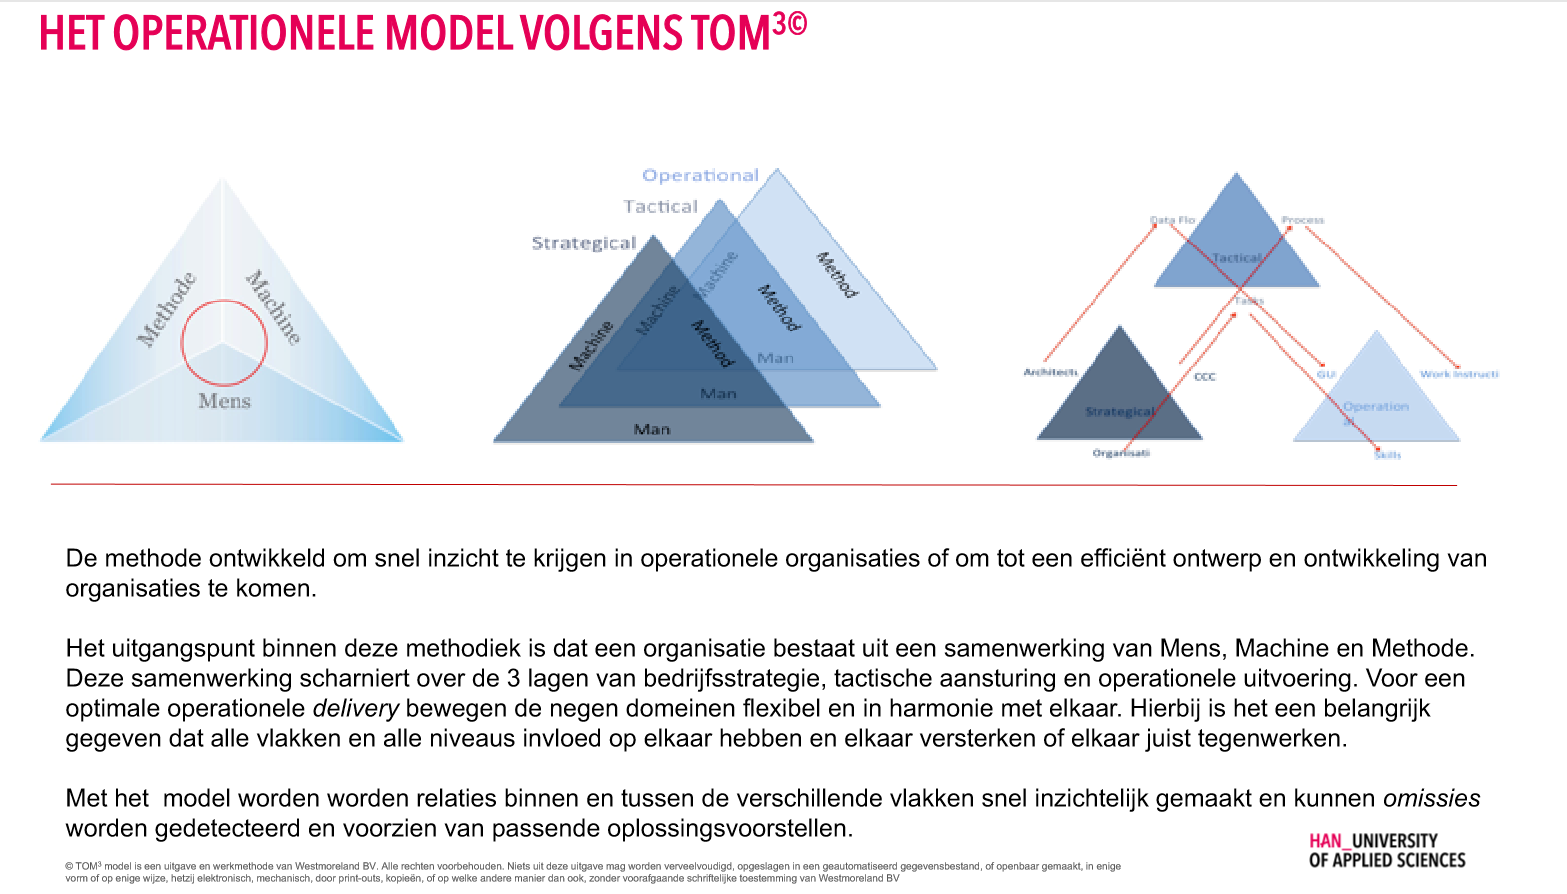 HET OPERATIONELE MODEL VOLGENS TOM³©
Methode
Machine
Mens
Operational
Tactical
Strategical
Machine
Method
Man
Machine
Method
Man
Machine
Method
Man
Data Flo
Process
Tactical
Tasks
Architects
CCC
GUI
Work Instructi
Strategical
Operation
al
Organisati
Skills
De methode ontwikkeld om snel inzicht te krijgen in operationele organisaties of om tot een efficiënt ontwerp en ontwikkeling van
organisaties te komen.
Het uitgangspunt binnen deze methodiek is dat een organisatie bestaat uit een samenwerking van Mens, Machine en Methode.
Deze samenwerking scharniert over de 3 lagen van bedrijfsstrategie, tactische aansturing en operationele uitvoering. Voor een
optimale operationele delivery bewegen de negen domeinen flexibel en in harmonie met elkaar. Hierbij is het een belangrijk
gegeven dat alle vlakken en alle niveaus invloed op elkaar hebben en elkaar versterken of elkaar juist tegenwerken.
Met het  model worden worden relaties binnen en tussen de verschillende vlakken snel inzichtelijk gemaakt en kunnen omissies
worden gedetecteerd en voorzien van passende oplossingsvoorstellen.
HAN_UNIVERSITY
OF APPLIED SCIENCES
© TOM³ model is een uitgave en werkmethode van Westmoreland BV. Alle rechten voorbehouden. Niets uit deze uitgave mag worden verveelvoudigd, opgeslagen in een geautomatiseerd gegevensbestand, of openbaar gemaakt, in enige
vorm of op enige wijze, hetzij elektronisch, mechanisch, door print-outs, kopieën, of op welke andere manier dan ook, zonder voorafgaande schriftelijke toestemming van Westmoreland BV